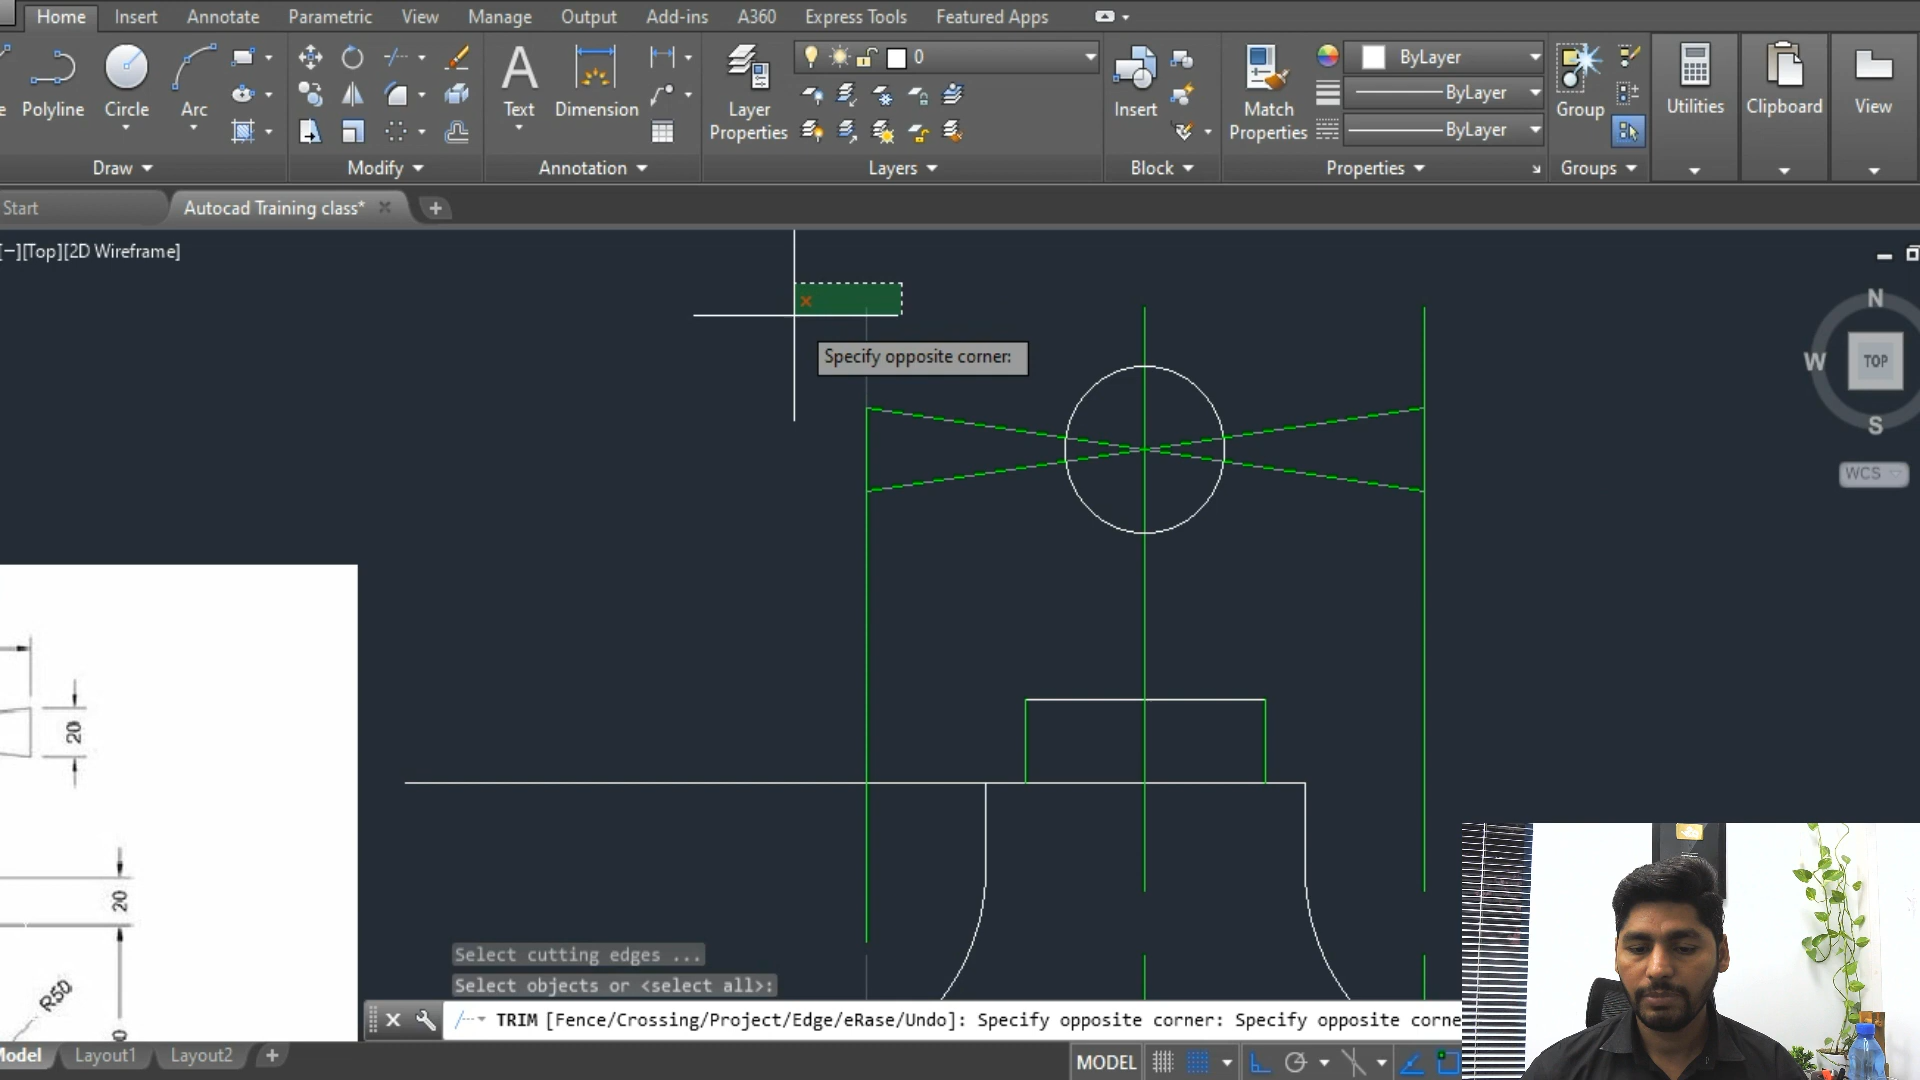 Home Insert Annotate Parametric View Manage Output Add-ins A360 Express Tools Featured Apps
Polyline Circle Arc
Text Dimension
Layer Properties
0
Insert
Match Properties
ByLayer
ByLayer
ByLayer
Group
Utilities Clipboard View
Draw Modify Annotation Layers Block Properties Groups
Start Autocad Training class*
[−][Top][2D Wireframe]
N
W TOP
S
WCS
Specify opposite corner:
20
20
R50
Select cutting edges ...
Select objects or <select all>:
TRIM [Fence/Crossing/Project/Edge/eRase/Undo]: Specify opposite corner: Specify opposite corne
Model Layout1 Layout2
MODEL